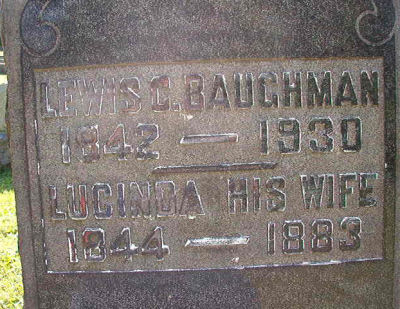 LEWIS C. BAUGHMAN
1842 — 1930
LUCINDA HIS WIFE
1844 — 1883